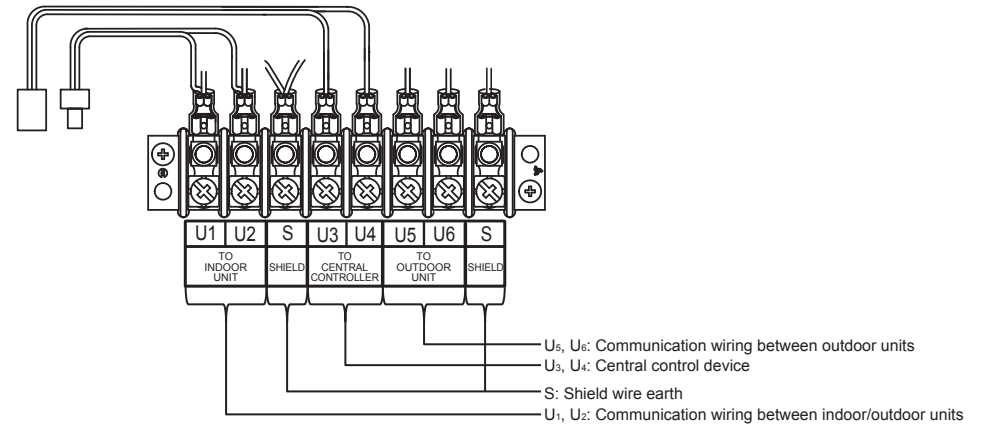 U1 U2 S U3 U4 U5 U6 S
TO
INDOOR
UNIT
SHIELD
TO
CENTRAL
CONTROLLER
TO
OUTDOOR
UNIT
SHIELD
U₅, U₆: Communication wiring between outdoor units
U₃, U₄: Central control device
S: Shield wire earth
U₁, U₂: Communication wiring between indoor/outdoor units